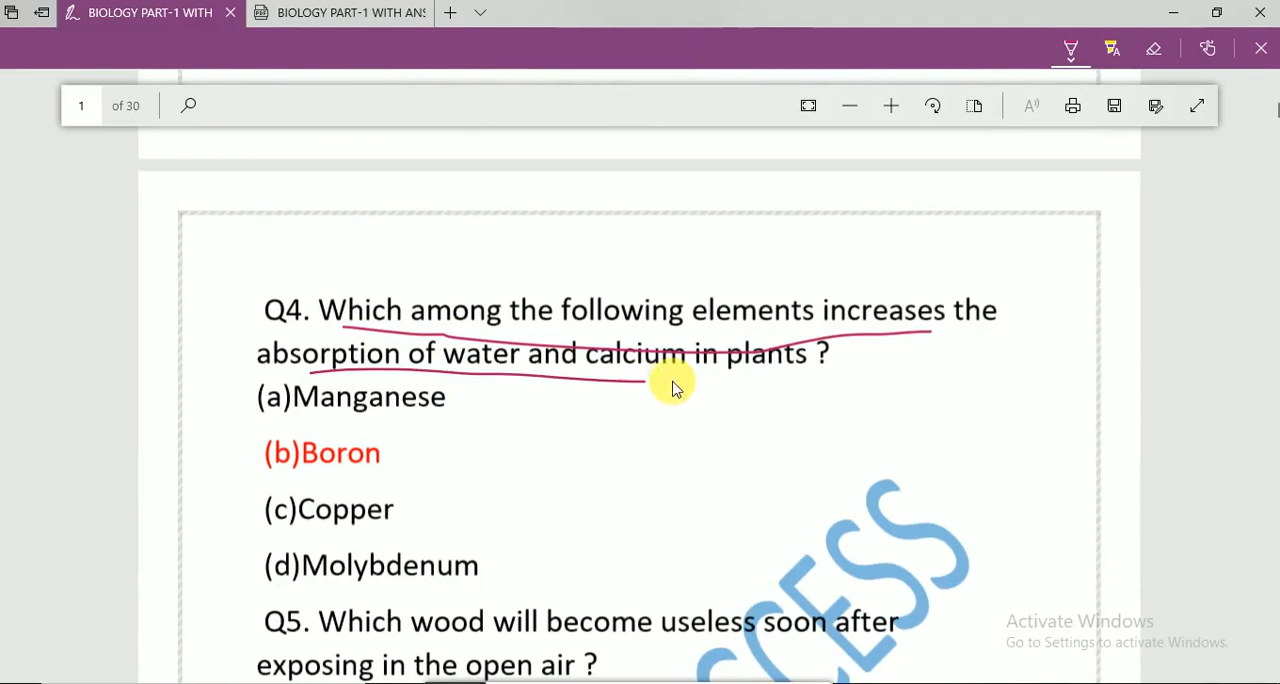 BIOLOGY PART-1 WITH
BIOLOGY PART-1 WITH ANS
1 of 30
Q4. Which among the following elements increases the
absorption of water and calcium in plants ?
(a)Manganese
(b)Boron
(c)Copper
(d)Molybdenum
Q5. Which wood will become useless soon after
exposing in the open air ?
CESS
Activate Windows
Go to Settings to activate Windows.